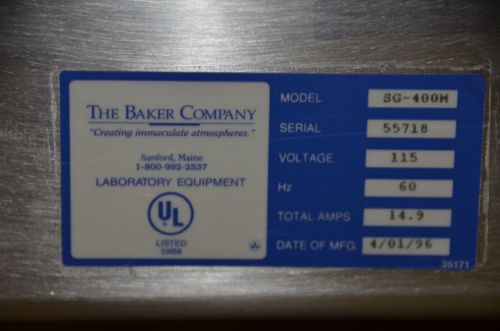 THE BAKER COMPANY
"Creating immaculate atmospheres."
Sanford, Maine
1-800-992-2537
LABORATORY EQUIPMENT
UL
LISTED
59B8
MODEL SG-400M
SERIAL 55718
VOLTAGE 115
Hz 60
TOTAL AMPS 14.9
DATE OF MFG 4/01/96
35171